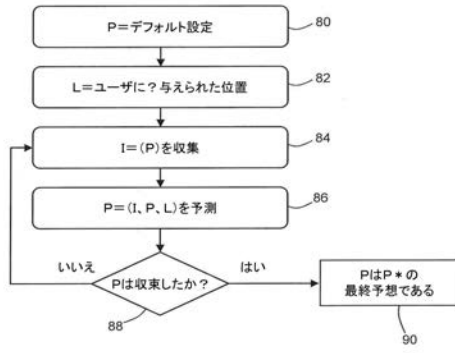 P=デフォルト設定
80
L=ユーザに?与えられた位置
82
I=(P)を収集
84
P=(I、P、L)を予測
86
いいえ
Pは収束したか?
はい
88
PはP*の
最終予想である
90